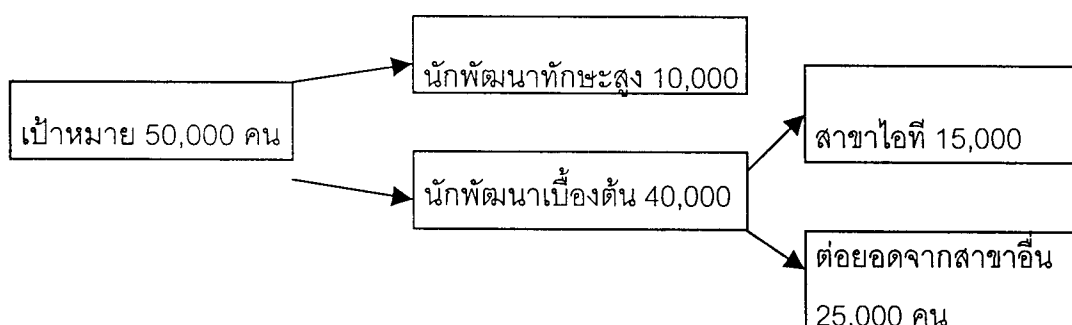 เป้าหมาย 50,000 คน
นักพัฒนาทักษะสูง 10,000
นักพัฒนาเบื้องต้น 40,000
สาขาไอที 15,000
ต่อยอดจากสาขาอื่น
25,000 คน